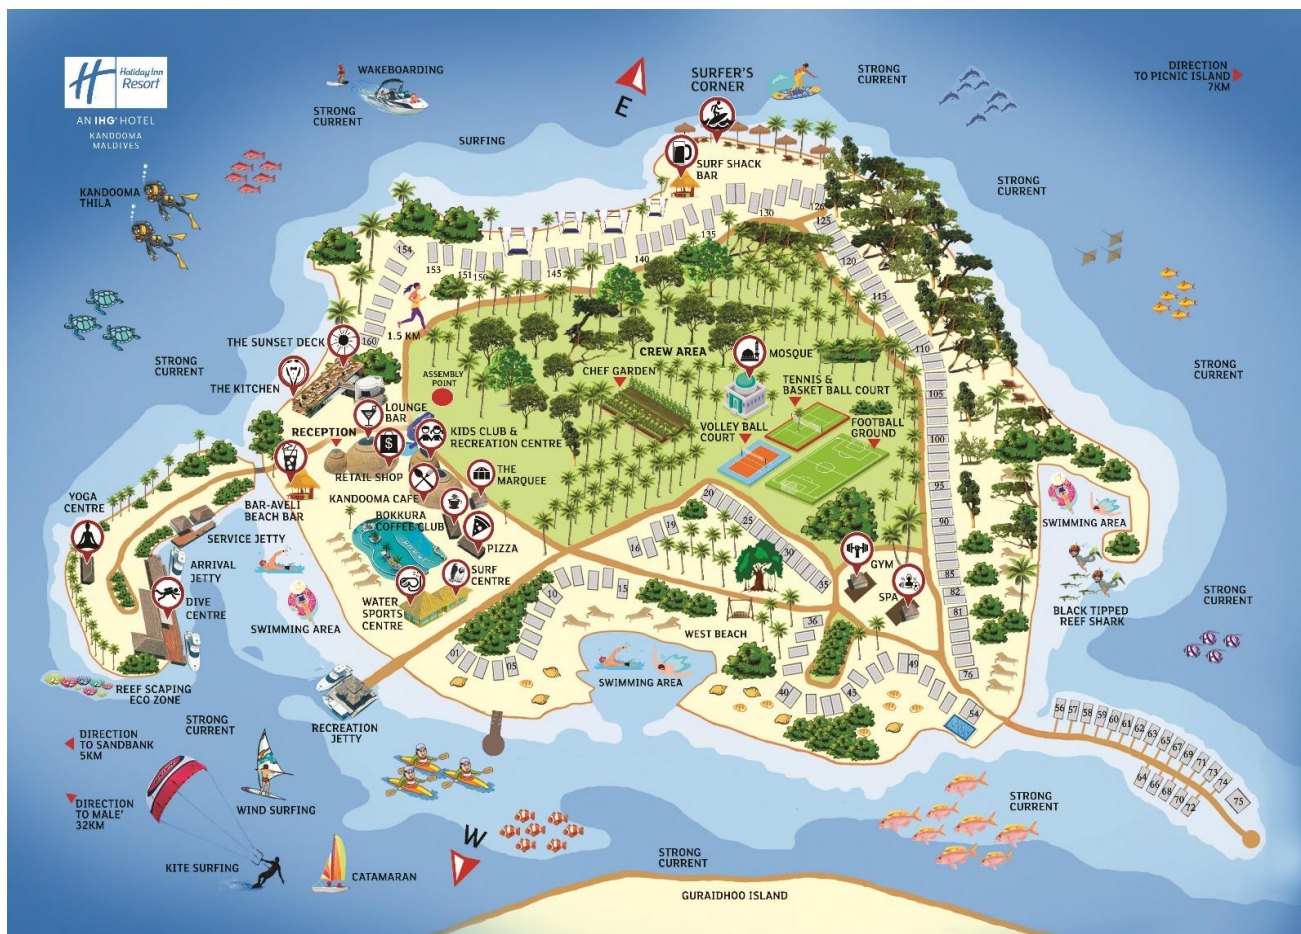 Holiday Inn
Resort
AN IHG® HOTEL
KANDOOMA
MALDIVES
WAKEBOARDING
STRONG
CURRENT
E
SURFER'S
CORNER
STRONG
CURRENT
DIRECTION
TO PICNIC ISLAND
7KM
SURFING
SURF SHACK
BAR
STRONG
CURRENT
KANDOOMA
THILA
126
130
135
123
140
145
150
151
153
154
120
115
110
105
100
95
90
85
82
81
76
1.5 KM
160
THE SUNSET DECK
THE KITCHEN
STRONG
CURRENT
STRONG
CURRENT
CREW AREA
MOSQUE
CHEF GARDEN
TENNIS &
BASKET BALL COURT
VOLLEY BALL
COURT
FOOTBALL
GROUND
ASSEMBLY
POINT
LOUNGE
BAR
RECEPTION
KIDS CLUB &
RECREATION CENTRE
$
RETAIL SHOP
THE
MARQUEE
KANDOOMA CAFE
BOKKURA
COFFEE CLUB
BAR-AVELI
BEACH BAR
PIZZA
SURF
CENTRE
WATER
SPORTS
CENTRE
YOGA
CENTRE
SERVICE JETTY
ARRIVAL
JETTY
DIVE
CENTRE
SWIMMING AREA
20
19
16
25
30
35
GYM
SPA
SWIMMING AREA
BLACK TIPPED
REEF SHARK
STRONG
CURRENT
10
15
01
05
WEST BEACH
36
40
45
49
54
SWIMMING AREA
REEF SCAPING
ECO ZONE
RECREATION
JETTY
STRONG
CURRENT
DIRECTION
TO SANDBANK
5KM
DIRECTION
TO MALE'
32KM
WIND SURFING
KITE SURFING
CATAMARAN
W
56 57 58 59 60 61 62 63 65 67 69 71 73 74 75
64 66 68 70 72
STRONG
CURRENT
STRONG
CURRENT
GURAIDHOO ISLAND